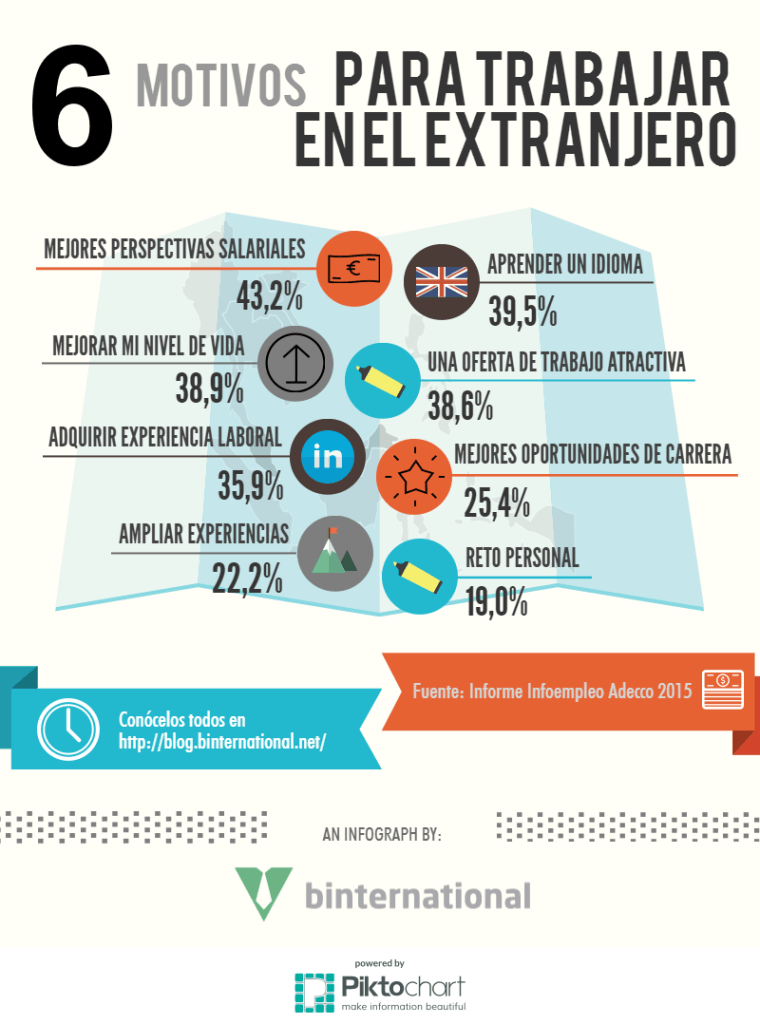 6 MOTIVOS PARA TRABAJAR
EN EL EXTRANJERO
MEJORES PERSPECTIVAS SALARIALES
43,2%
APRENDER UN IDIOMA
39,5%
MEJORAR MI NIVEL DE VIDA
38,9%
UNA OFERTA DE TRABAJO ATRACTIVA
38,6%
ADQUIRIR EXPERIENCIA LABORAL
35,9%
in
MEJORES OPORTUNIDADES DE CARRERA
25,4%
AMPLIAR EXPERIENCIAS
22,2%
RETO PERSONAL
19,0%
Fuente: Informe Infoempleo Adecco 2015
Conócelos todos en
http://blog.binternational.net/
AN INFOGRAPH BY:
binternational
powered by
Piktochart
make information beautiful